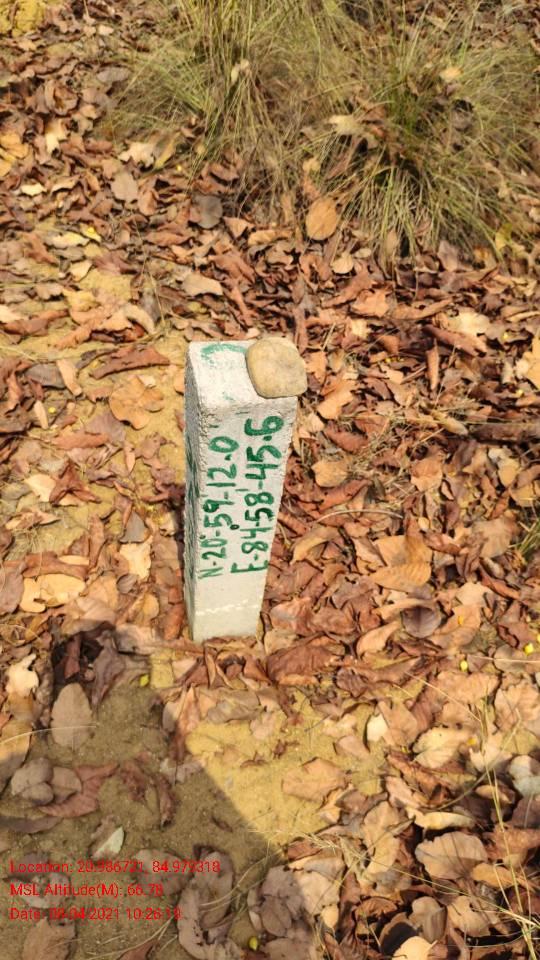 N-20-59-12.0"
E-84-58-45.6
Location: 20.986731, 84.979318
MSL Altitude(M): 66.78
Date: 08-04-2021 10:26:19